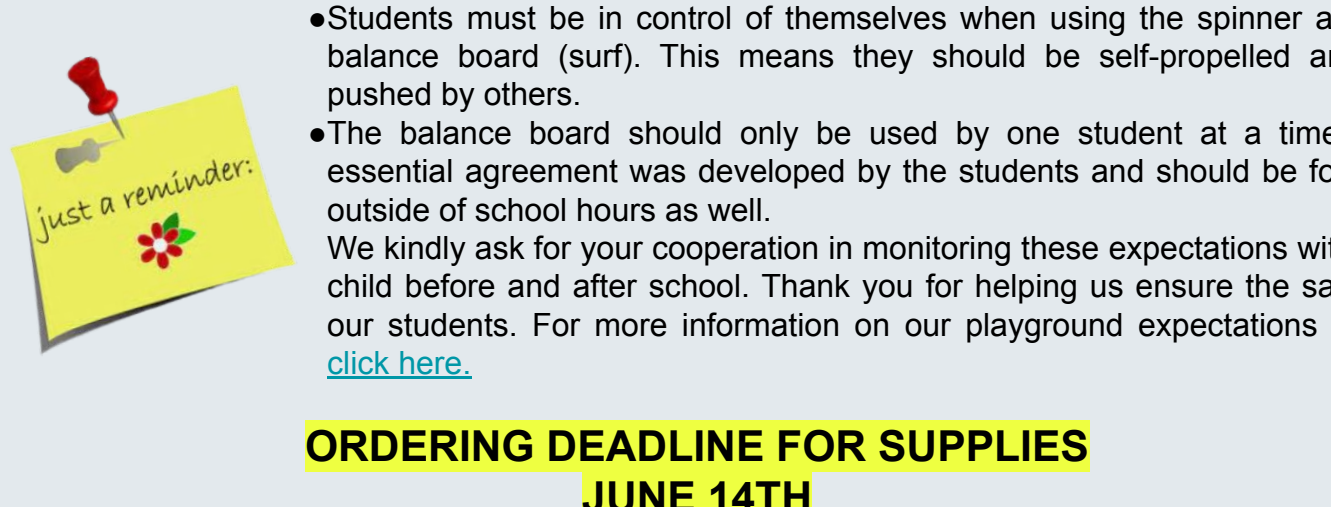 just a reminder:
●Students must be in control of themselves when using the spinner
balance board (surf). This means they should be self-propelled
pushed by others.
●The balance board should only be used by one student at a time
essential agreement was developed by the students and should be
outside of school hours as well.
We kindly ask for your cooperation in monitoring these expectations
child before and after school. Thank you for helping us ensure the
our students. For more information on our playground expectations
click here.
ORDERING DEADLINE FOR SUPPLIES
JUNE 14TH